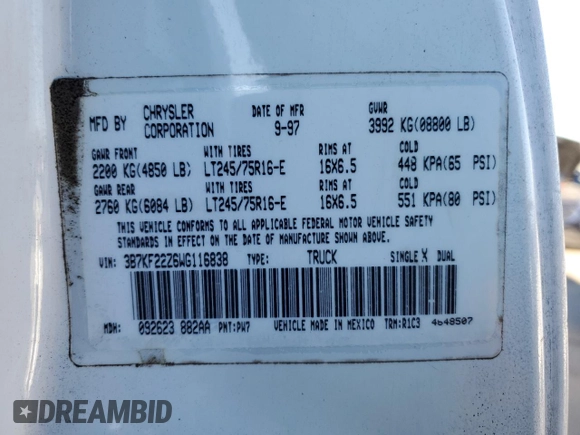 MFD BY CHRYSLER CORPORATION DATE OF MFR 9-97 GVWR 3992 KG(08800 LB)
GAWR FRONT WITH TIRES RIMS AT COLD
2200 KG(4850 LB) LT245/75R16-E 16X6.5 448 KPA(65 PSI)
GAWR REAR WITH TIRES RIMS AT COLD
2760 KG(6084 LB) LT245/75R16-E 16X6.5 551 KPA(80 PSI)
THIS VEHICLE CONFORMS TO ALL APPLICABLE FEDERAL MOTOR VEHICLE SAFETY
STANDARDS IN EFFECT ON THE DATE OF MANUFACTURE SHOWN ABOVE.
VIN: 3B7KF22Z6WG116838 TYPE: TRUCK SINGLE X DUAL
MDH: 092623 882AA PNT:PW7 VEHICLE MADE IN MEXICO TRM:R1C3 4648507
DREAMBID